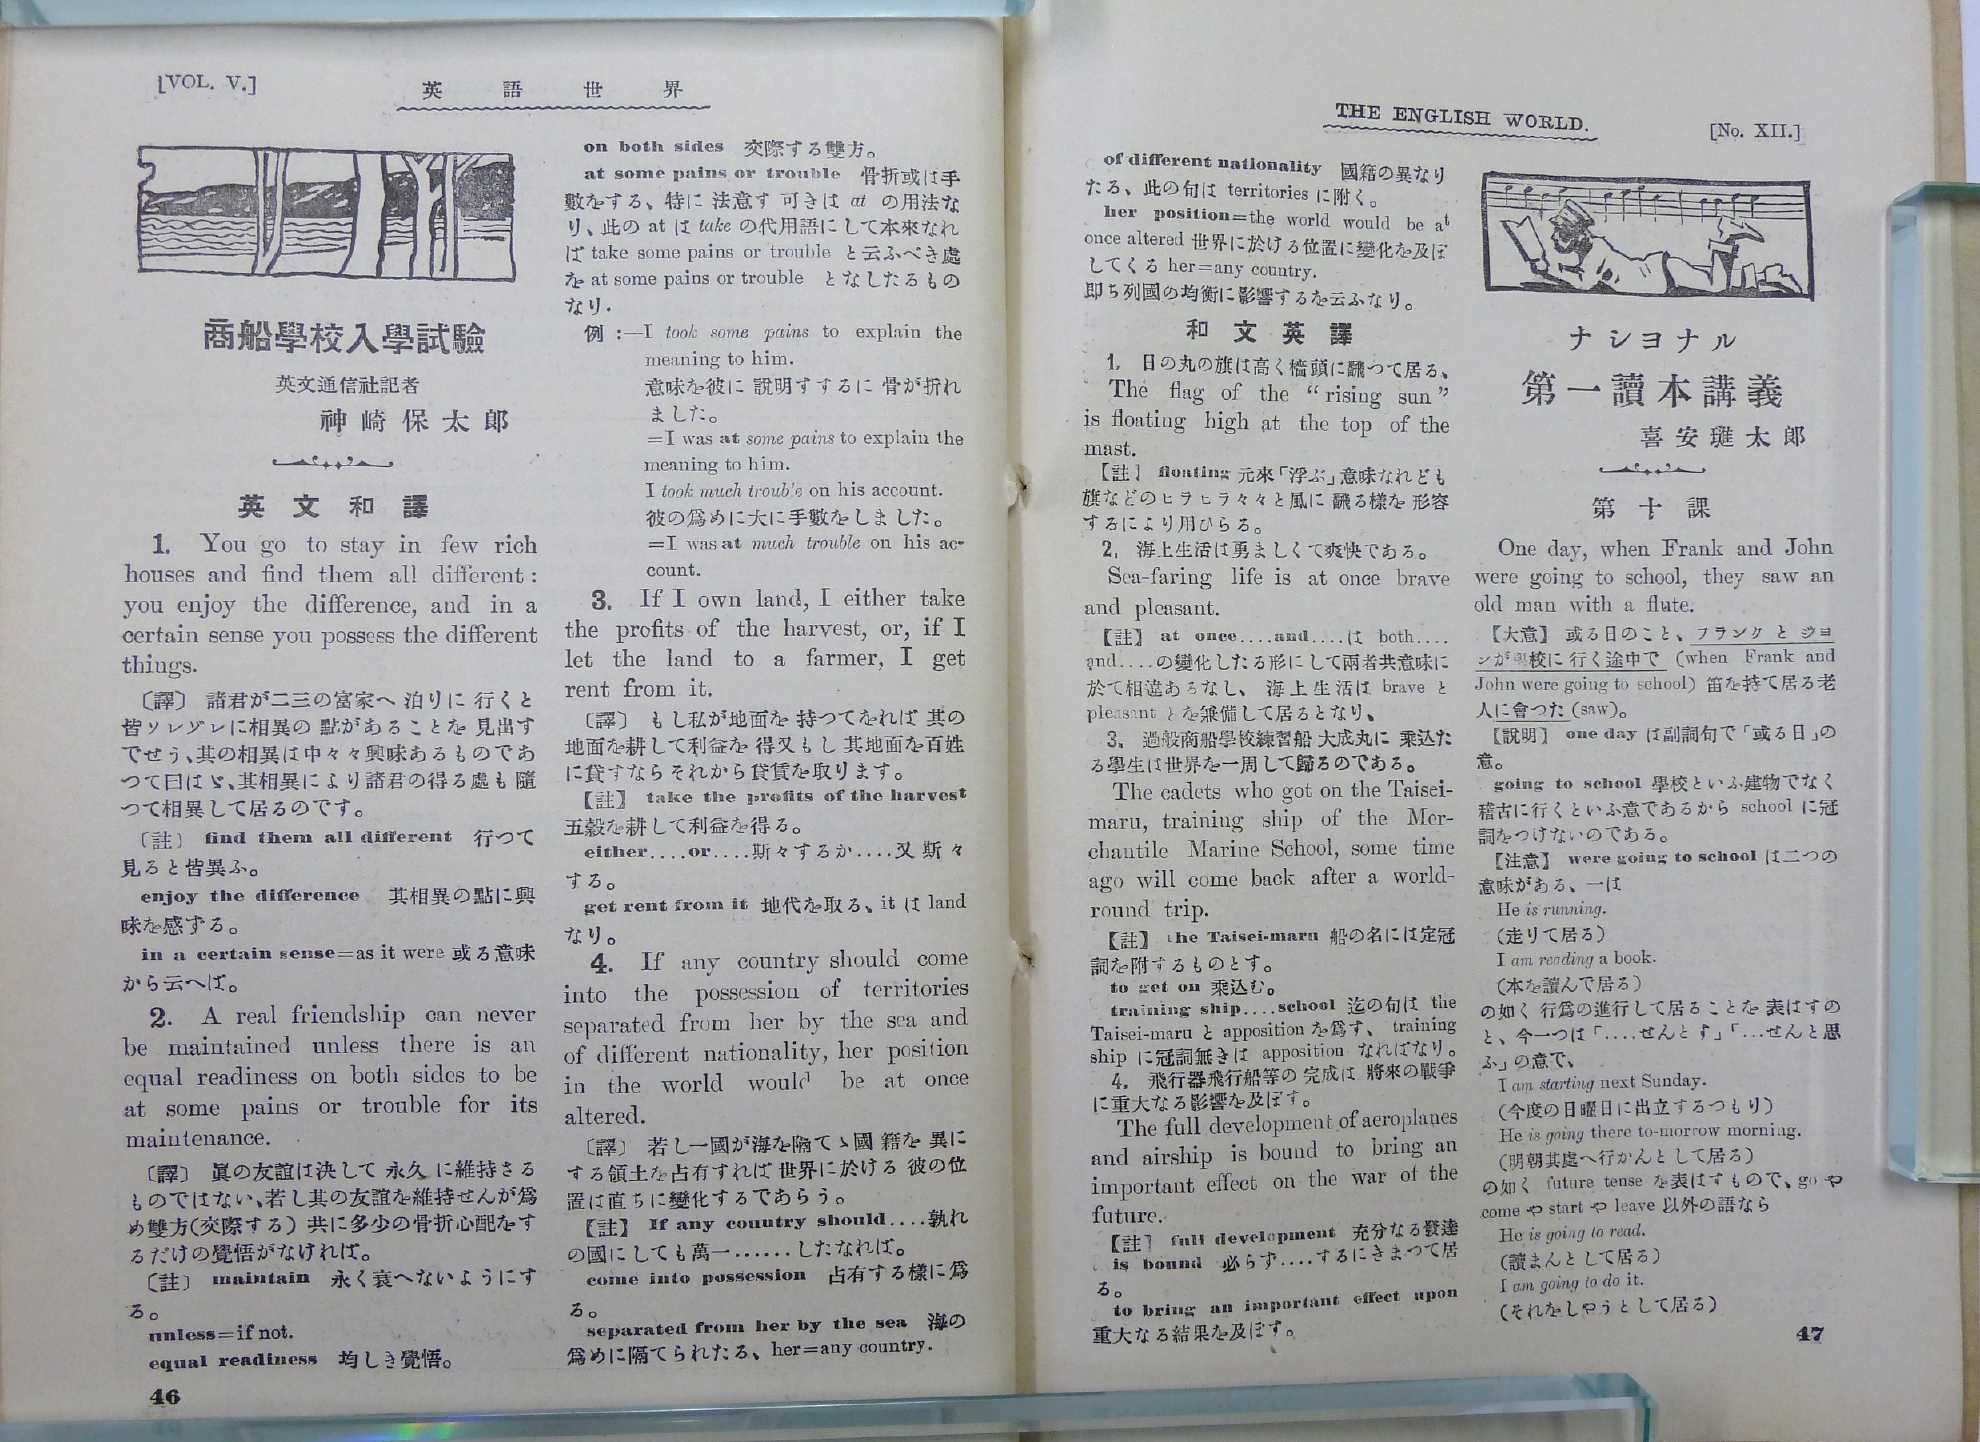 [VOL. V.]
英語世界
商船學校入學試驗
英文通信社記者
神崎保太郎
英文和譯
1. You go to stay in few rich
houses and find them all different :
you enjoy the difference, and in a
certain sense you possess the different
things.
〔譯〕 諸君が二三の富家へ泊りに行くと
皆ソレゾレに相異の點があることを見出す
でせう、其の相異は中々々興味あるものであ
つて曰はゞ、其相異により諸君の得る處も隨
つて相異して居るのです。
〔註〕 find them all different 行つて
見ると皆異ふ。
enjoy the difference 其相異の點に興
味を感ずる。
in a certain sense=as it were 或る意味
から云へば。
2. A real friendship can never
be maintained unless there is an
equal readiness on both sides to be
at some pains or trouble for its
maintenance.
〔譯〕 眞の友誼は決して永久に維持さる
ものではない、若し其の友誼を維持せんが爲
め雙方(交際する)共に多少の骨折心配をす
るだけの覺悟がなければ。
〔註〕 maintain 永く衰へないようにす
る。
unless=if not.
equal readiness 均しき覺悟。
46
on both sides 交際する雙方。
at some pains or trouble 骨折或は手
數をする、特に法意す可きは at の用法な
り、此の at は take の代用語にして本來なれ
ば take some pains or trouble と云ふべき處
を at some pains or trouble となしたるもの
なり.
例 :—I took some pains to explain the
meaning to him.
意味を彼に說明すするに骨が折れ
ました。
=I was at some pains to explain the
meaning to him.
I took much trouble on his account.
彼の爲めに大に手數をしました。
=I was at much trouble on his ac-
count.
3. If I own land, I either take
the profits of the harvest, or, if I
let the land to a farmer, I get
rent from it.
〔譯〕 もし私が地面を持つてをれば其の
地面を耕して利益を得又もし其地面を百姓
に貸すならそれから貸賃を取ります。
【註】 take the profits of the harvest
五穀を耕して利益を得る。
either....or....斯々するか....又斯々
する。
get rent from it 地代を取る、it は land
なり。
4. If any country should come
into the possession of territories
separated from her by the sea and
of different nationality, her position
in the world would be at once
altered.
〔譯〕 若し一國が海を隔てゝ國籍を異に
する領土を占有すれば世界に於ける彼の位
置は直ちに變化するであらう。
【註】 If any country should....孰れ
の國にしても萬一......したなれば。
come into possession 占有する樣に爲
る。
separated from her by the sea 海の
爲めに隔てられたる、her=any country.
THE ENGLISH WORLD.
[No. XII.]
of different nationality 國籍の異なり
たる、此の句は territories に附く。
her position=the world would be at
once altered 世界に於ける位置に變化を及ぼ
してくる her=any country.
即ち列國の均衡に影響するを云ふなり。
和文英譯
1. 日の丸の旗は高く檣頭に飜つて居る、
The flag of the “rising sun”
is floating high at the top of the
mast.
【註】 floating 元來「浮ぶ」意味なれども
旗などのヒラヒラ々々と風に飜る樣を形容
するにより用ひらる。
2, 海上生活は勇ましくて爽快である。
Sea-faring life is at once brave
and pleasant.
【註】 at once....and....は both....
and....の變化したる形にして兩者共意味に
於て相違あるなし、海上生活は brave と
pleasant とを兼備して居るとなり、
3. 過般商船學校練習船大成丸に乘込た
る學生は世界を一周して歸るのである。
The cadets who got on the Taisei-
maru, training ship of the Mer-
chantile Marine School, some time
ago will come back after a world-
round trip.
【註】 the Taisei-maru 船の名には定冠
詞を附するものとす。
to get on 乘込む。
training ship....school 迄の句は the
Taisei-maru と apposition を爲す、training
ship に冠詞無きは apposition なればなり。
4. 飛行器飛行船等の完成は將來の戰爭
に重大なる影響を及ぼす。
The full development of aeroplanes
and airship is bound to bring an
important effect on the war of the
future.
【註】 full development 充分なる發達
is bound 必らず....するにきまつて居
る。
to bring an important effect upon
重大なる結果を及ぼす。
ナショナル
第一讀本講義
喜安璡太郎
第十課
One day, when Frank and John
were going to school, they saw an
old man with a flute.
【大意】 或る日のこと、フランクとジョ
ンが學校に行く途中で (when Frank and
John were going to school) 笛を持て居る老
人に會つた (saw)。
【說明】 one day は副詞句で「或る日」の
意。
going to school 學校といふ建物でなく
稽古に行くといふ意であるから school に冠
詞をつけないのである。
【注意】 were going to school は二つの
意味がある、一は
He is running.
(走りて居る)
I am reading a book.
(本を讀んで居る)
の如く行爲の進行して居ることを表はすの
と、今一つは「....せんとす」「...せんと思
ふ」の意で、
I am starting next Sunday.
(今度の日曜日に出立するつもり)
He is going there to-morrow morning.
(明朝其處へ行かんとして居る)
の如く future tense を表はすもので、go や
come や start や leave 以外の語なら
He is going to read.
(讀まんとして居る)
I am going to do it.
(それをしやうとして居る)
47